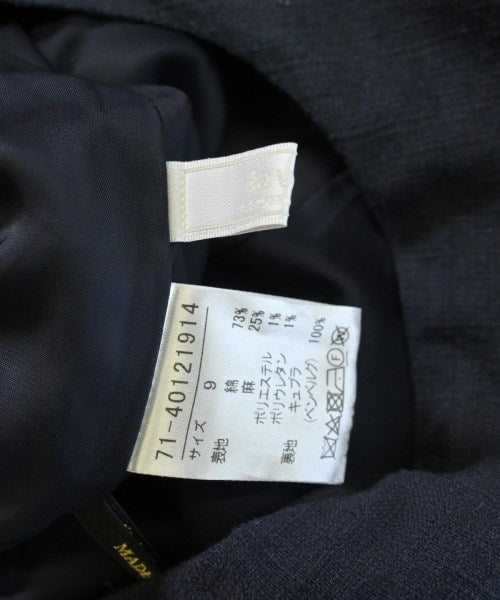 71-40121914
サイズ 9
表地 綿 73%
麻 25%
ポリエステル 1%
ポリウレタン 1%
裏地 キュプラ 100%
(ベンベルグ)
F
MADE